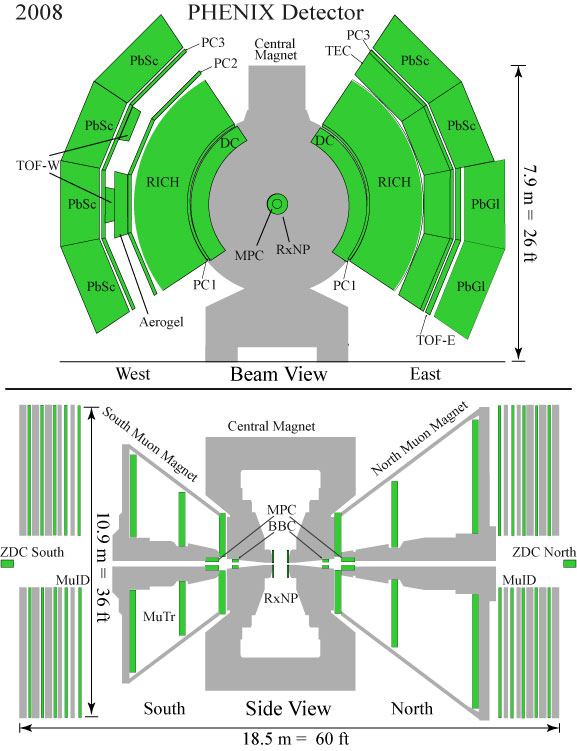 2008
PHENIX Detector
Central
Magnet
PC3
PC2
PbSc
PbSc
TOF-W
PbSc
PbSc
RICH
DC
MPC
RxNP
PC1
Aerogel
PC3
TEC
PbSc
PbSc
DC
RICH
PbGl
PbGl
PC1
TOF-E
7.9 m = 26 ft
West
Beam View
East
South Muon Magnet
Central Magnet
North Muon Magnet
10.9 m = 36 ft
MPC
BBC
ZDC South
ZDC North
MuID
MuID
RxNP
MuTr
South
Side View
North
18.5 m = 60 ft